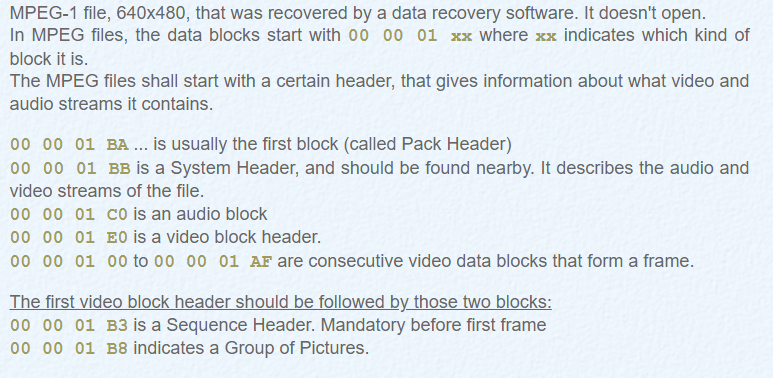 MPEG-1 file, 640x480, that was recovered by a data recovery software. It doesn't open.
In MPEG files, the data blocks start with 00 00 01 xx where xx indicates which kind of
block it is.
The MPEG files shall start with a certain header, that gives information about what video and
audio streams it contains.
00 00 01 BA ... is usually the first block (called Pack Header)
00 00 01 BB is a System Header, and should be found nearby. It describes the audio and
video streams of the file.
00 00 01 C0 is an audio block
00 00 01 E0 is a video block header.
00 00 01 00 to 00 00 01 AF are consecutive video data blocks that form a frame.
The first video block header should be followed by those two blocks:
00 00 01 B3 is a Sequence Header. Mandatory before first frame
00 00 01 B8 indicates a Group of Pictures.